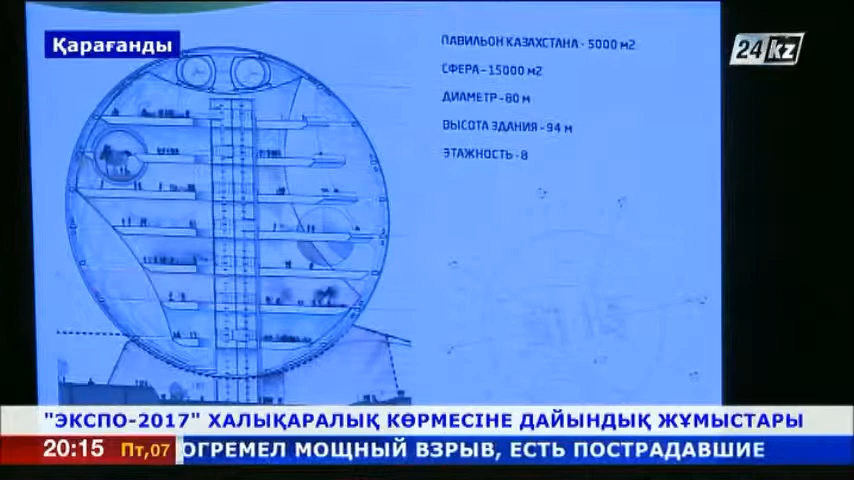 Қарағанды
24kz
ПАВИЛЬОН КАЗАХСТАНА - 5000 м2
СФЕРА - 15000 м2
ДИАМЕТР - 80 м
ВЫСОТА ЗДАНИЯ - 94 м
ЭТАЖНОСТЬ - 8
"ЭКСПО-2017" ХАЛЫҚАРАЛЫҚ КӨРМЕСІНЕ ДАЙЫНДЫҚ ЖҰМЫСТАРЫ
20:15 Пт,07 ОГРЕМЕЛ МОЩНЫЙ ВЗРЫВ, ЕСТЬ ПОСТРАДАВШИЕ